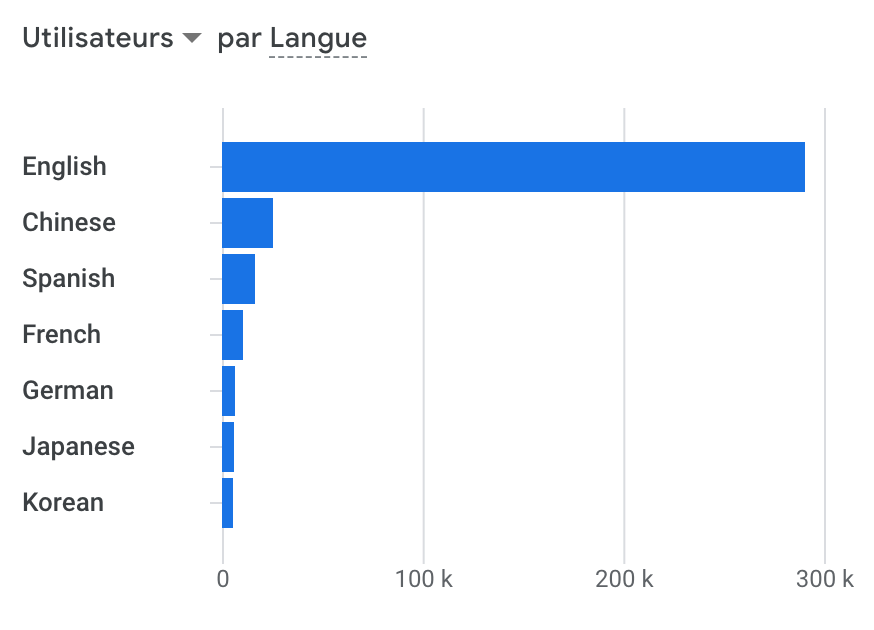 Utilisateurs par Langue
English
Chinese
Spanish
French
German
Japanese
Korean
0 100 k 200 k 300 k